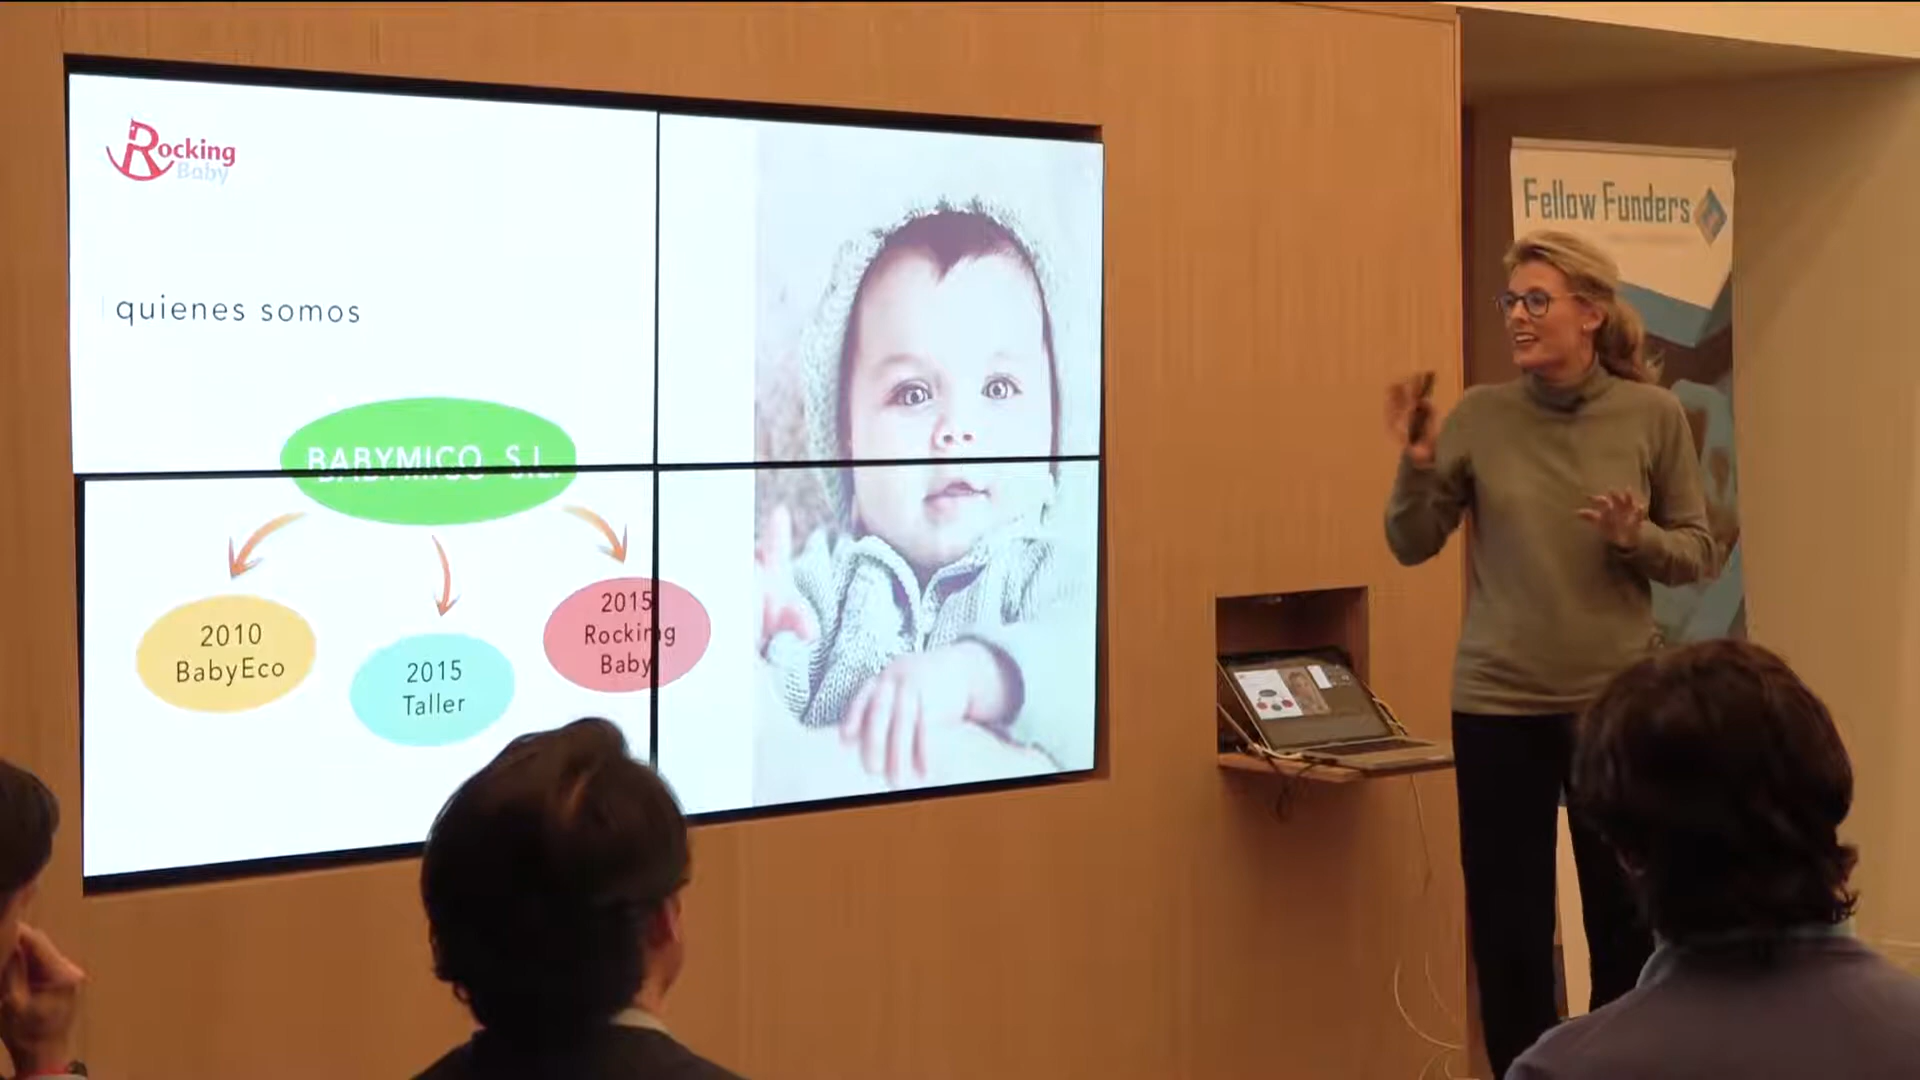 Rocking
Baby
quienes somos
BABYMICO S.L.
2010
BabyEco
2015
Taller
2015
Rocking
Baby
Fellow Funders